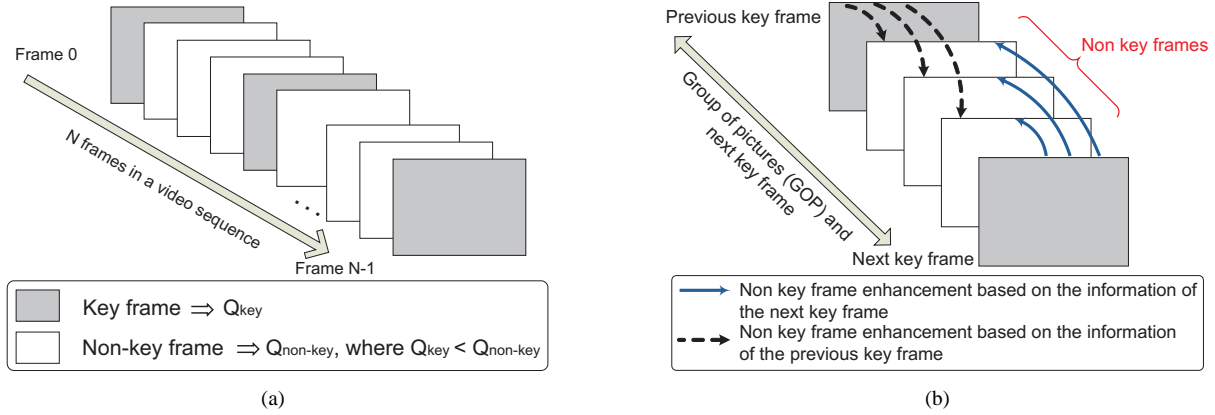 Frame 0
N frames in a video sequence
. . .
Frame N-1
Key frame ⇒ Qkey
Non-key frame ⇒ Qnon-key, where Qkey < Qnon-key
(a)
Previous key frame
Non key frames
Group of pictures (GOP) and
next key frame
Next key frame
Non key frame enhancement based on the information of
the next key frame
Non key frame enhancement based on the information
of the previous key frame
(b)